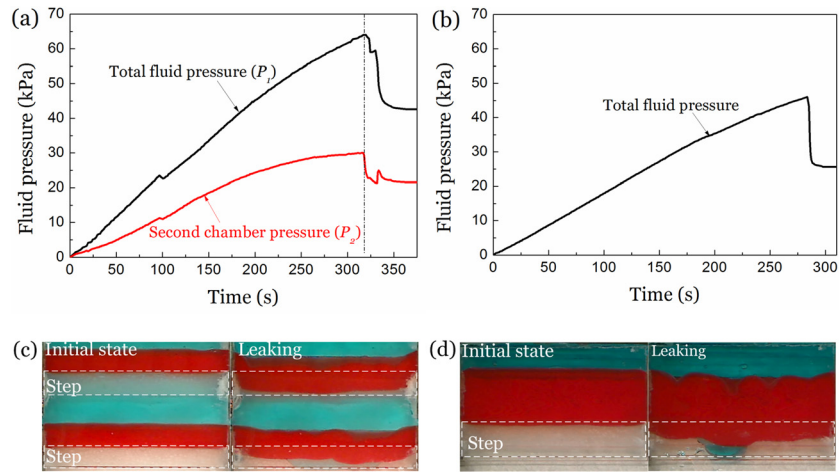 (a)
70
60
50
40
30
20
10
0
Fluid pressure (kPa)
Total fluid pressure (P1)
Second chamber pressure (P2)
0 50 100 150 200 250 300 350
Time (s)
(b)
70
60
50
40
30
20
10
0
Fluid pressure (kPa)
Total fluid pressure
0 50 100 150 200 250 300
Time (s)
(c)
Initial state
Leaking
Step
Step
(d)
Initial state
Leaking
Step